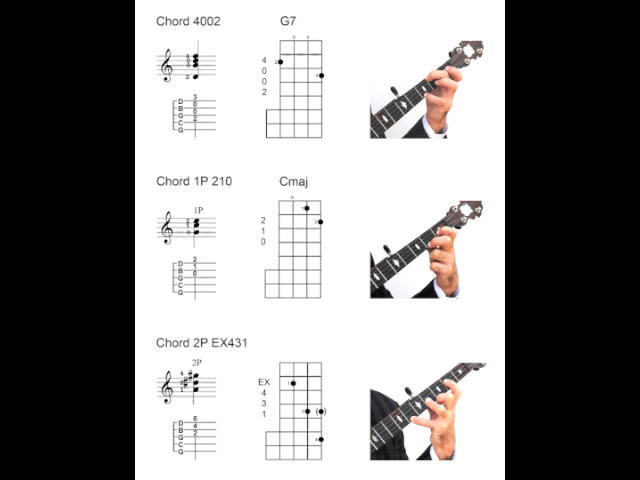 Chord 4002
G7
4
0
0
2
D 3
B 0
G 0
C 2
G
Chord 1P 210
Cmaj
1P
2
1
0
D 2
B 1
G 0
C
G
Chord 2P EX431
2P
EX
4
3
1
D 6
B 4
G 2
C
G